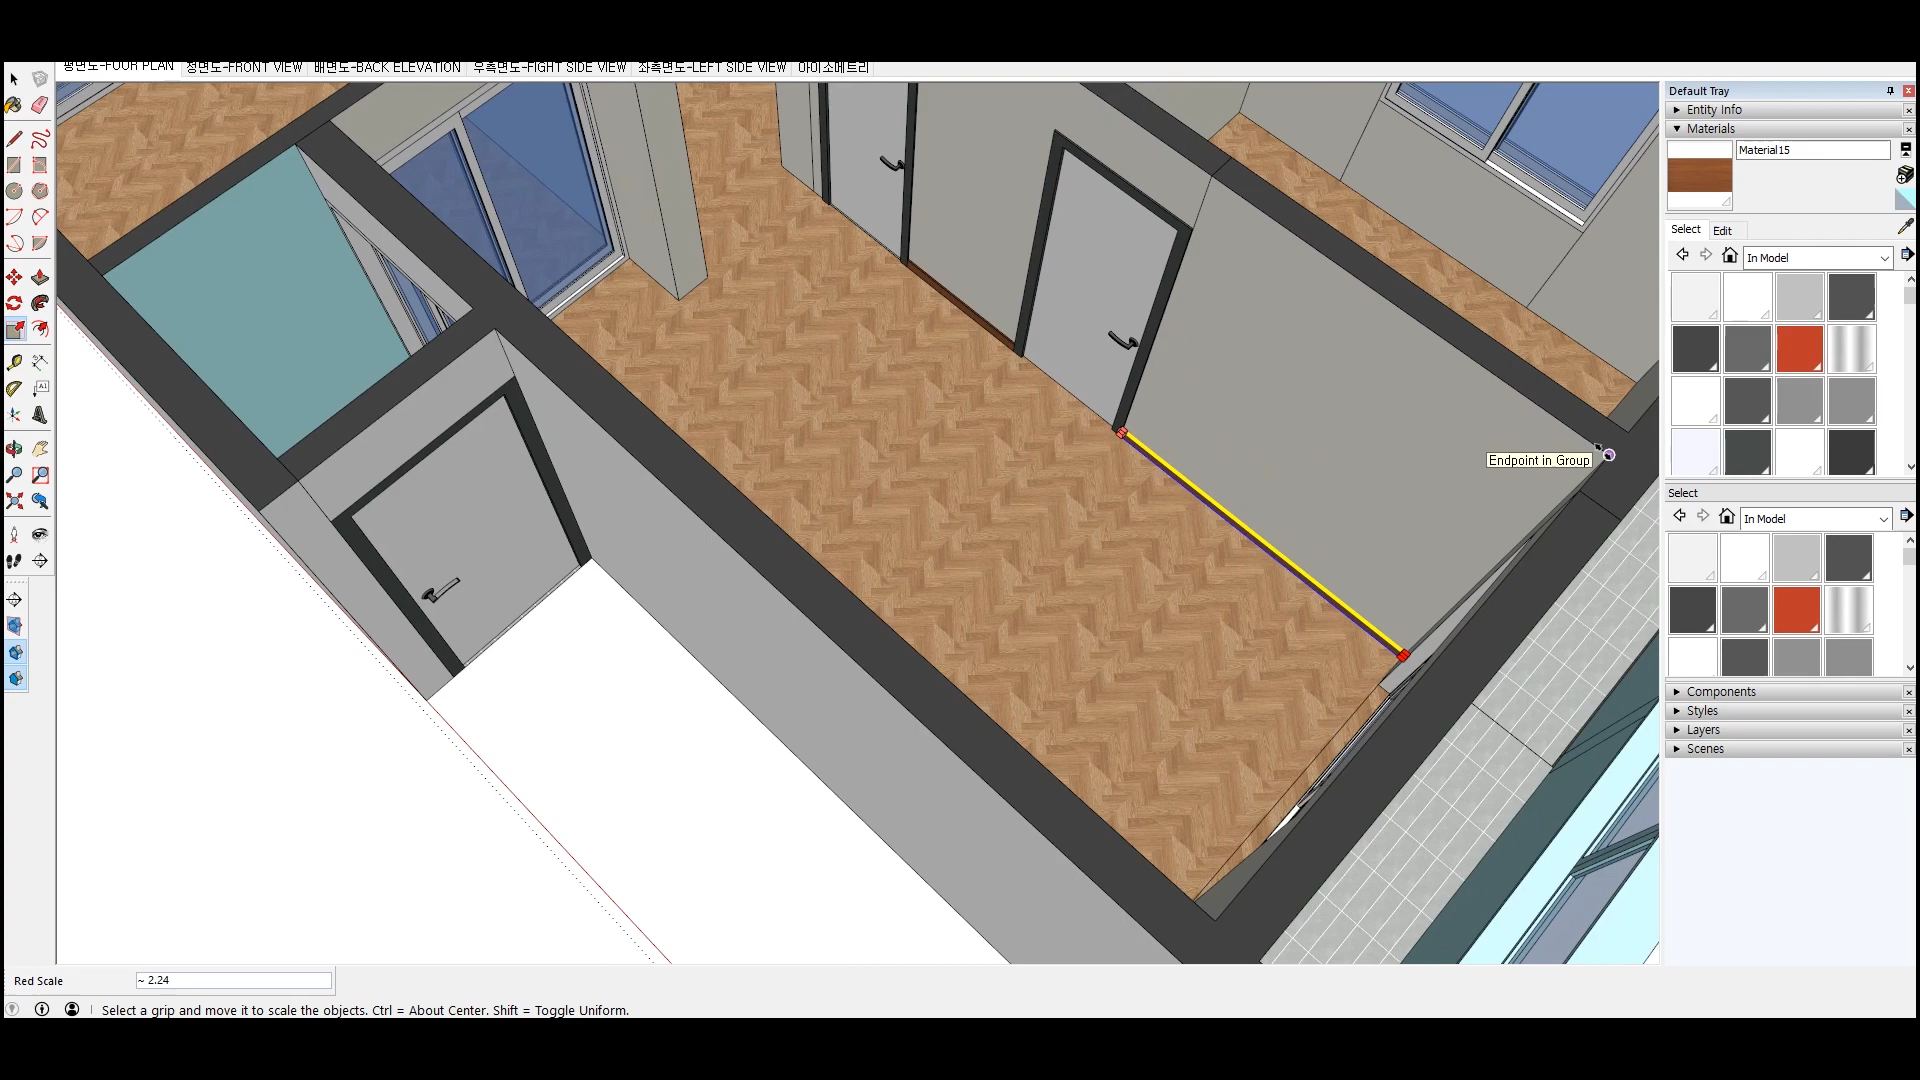 평면도-FOUR PLAN 정면도-FRONT VIEW 배면도-BACK ELEVATION 우측면도-FIGHT SIDE VIEW 좌측면도-LEFT SIDE VIEW 아이소메트리
Default Tray
Entity Info
Materials
Material15
Select Edit
In Model
Endpoint in Group
Select
In Model
Components
Styles
Layers
Scenes
Red Scale ~ 2.24
Select a grip and move it to scale the objects. Ctrl = About Center. Shift = Toggle Uniform.